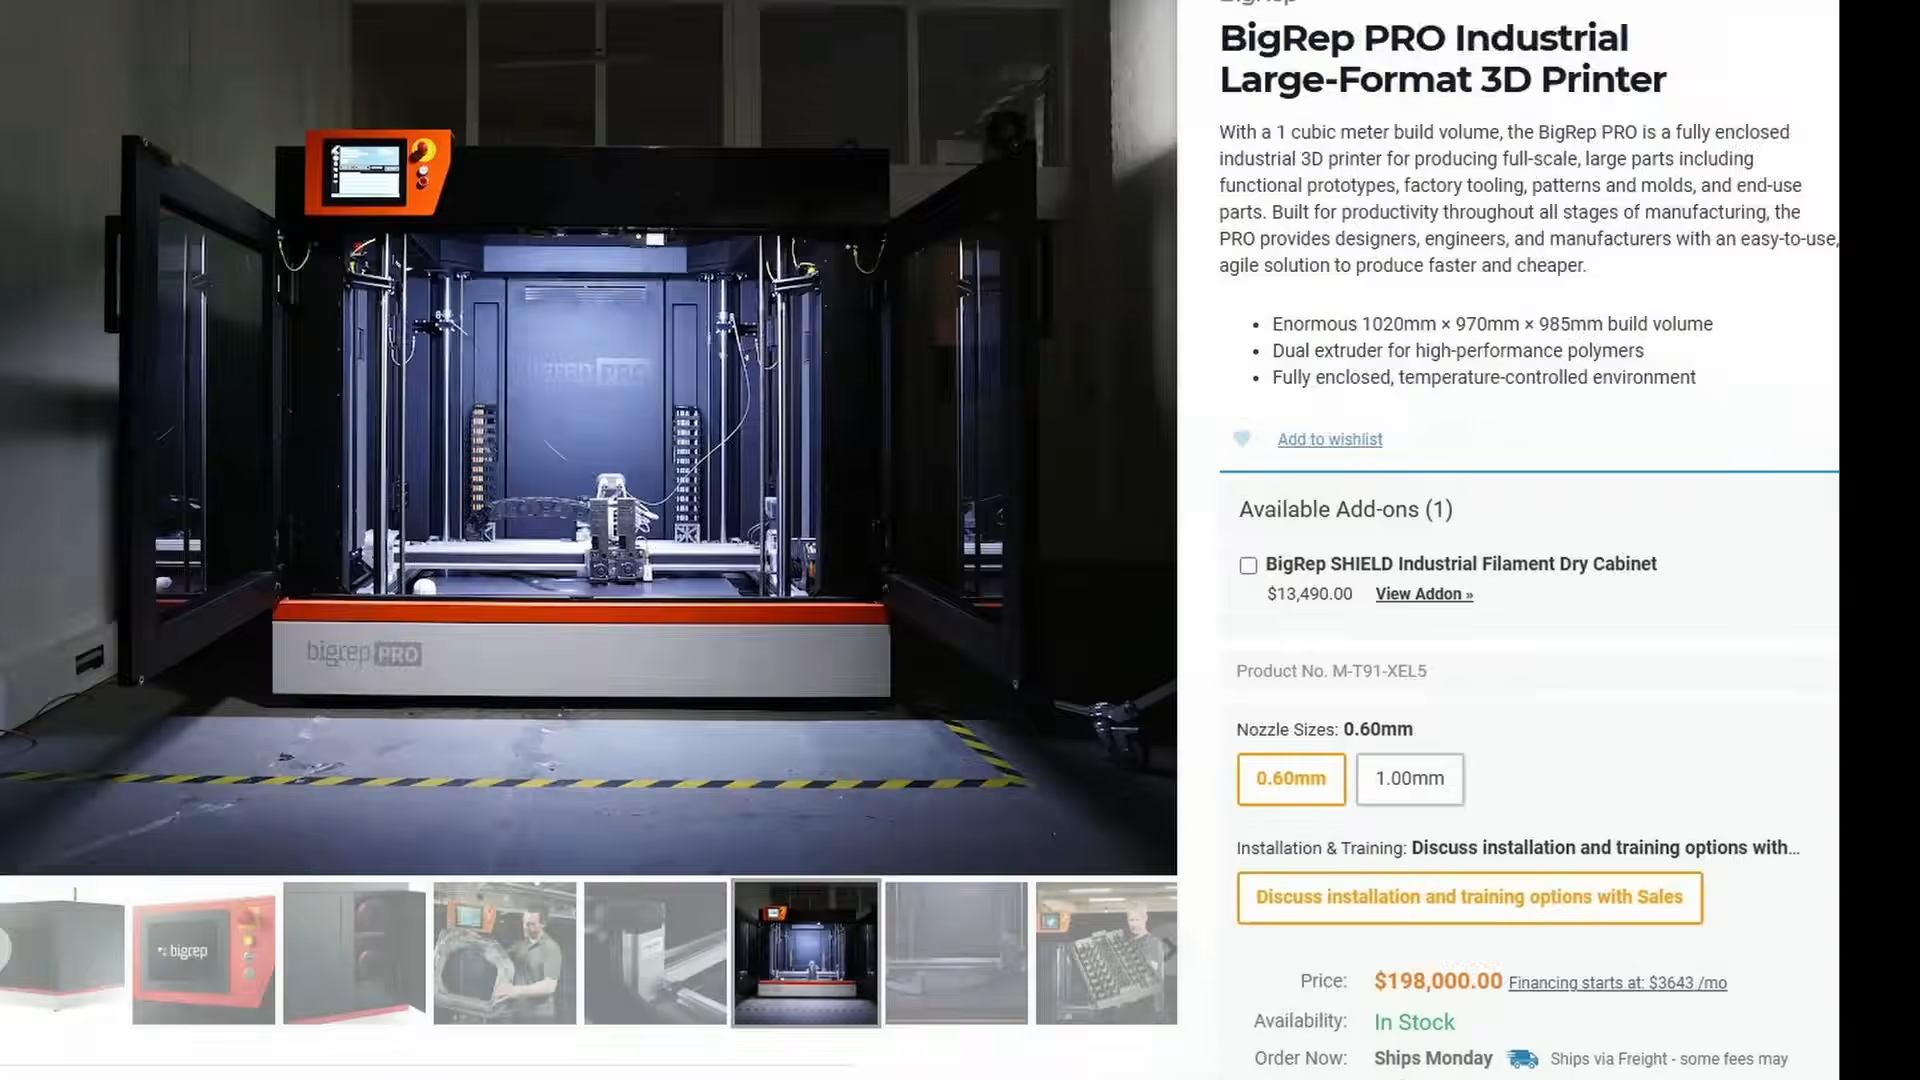 BigRep PRO Industrial
Large-Format 3D Printer
With a 1 cubic meter build volume, the BigRep PRO is a fully enclosed
industrial 3D printer for producing full-scale, large parts including
functional prototypes, factory tooling, patterns and molds, and end-use
parts. Built for productivity throughout all stages of manufacturing, the
PRO provides designers, engineers, and manufacturers with an easy-to-use,
agile solution to produce faster and cheaper.
• Enormous 1020mm × 970mm × 985mm build volume
• Dual extruder for high-performance polymers
• Fully enclosed, temperature-controlled environment
Add to wishlist
Available Add-ons (1)
BigRep SHIELD Industrial Filament Dry Cabinet
$13,490.00 View Addon »
Product No. M-T91-XEL5
Nozzle Sizes: 0.60mm
0.60mm 1.00mm
Installation & Training: Discuss installation and training options with...
Discuss installation and training options with Sales
Price: $198,000.00 Financing starts at: $3643 /mo
Availability: In Stock
Order Now: Ships Monday Ships via Freight - some fees may
bigrep PRO
bigrep PRO
bigrep